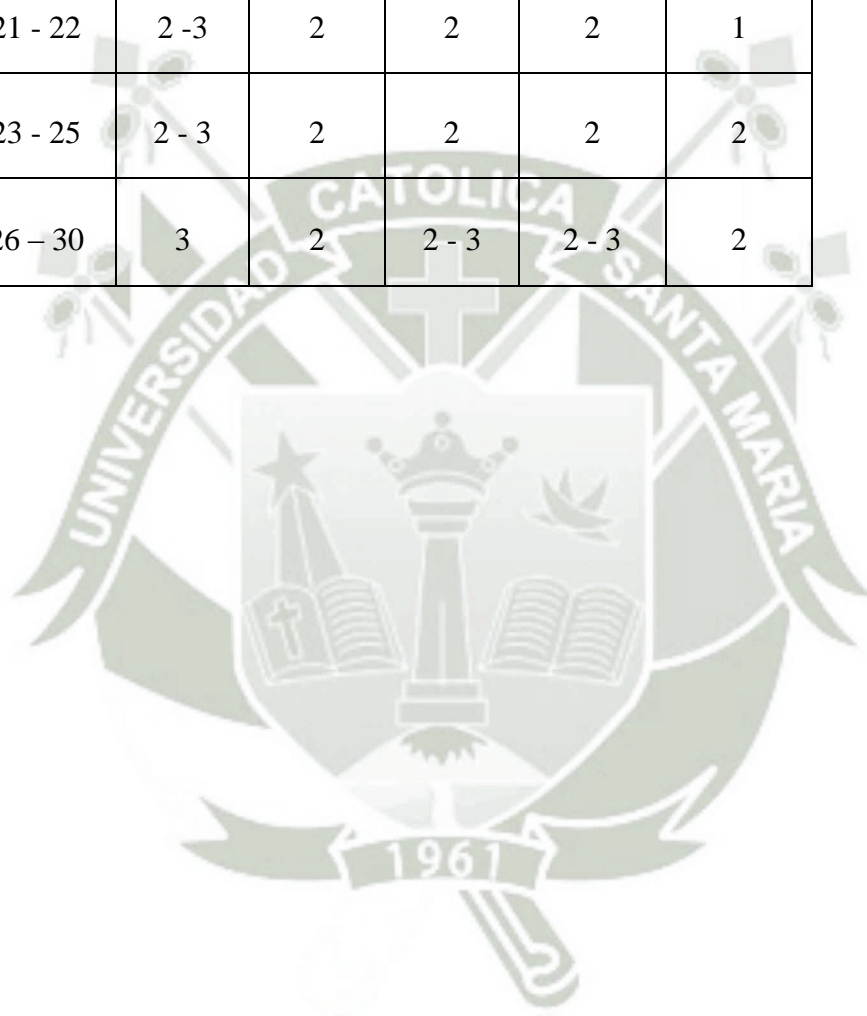 21 - 22 2 -3 2 2 2 1
23 - 25 2 - 3 2 2 2 2
26 – 30 3 2 2 - 3 2 - 3 2
UNIVERSIDAD CATOLICA SANTA MARIA
1961